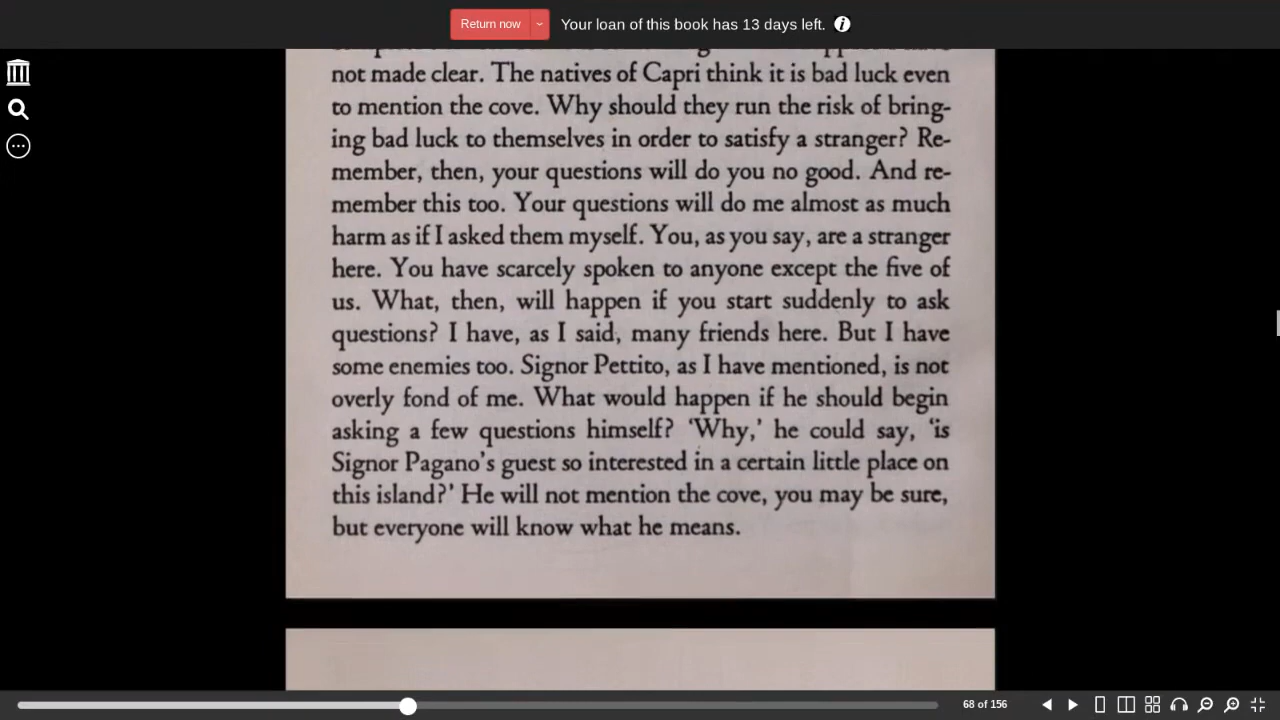 Return now
Your loan of this book has 13 days left.
not made clear. The natives of Capri think it is bad luck even
to mention the cove. Why should they run the risk of bring-
ing bad luck to themselves in order to satisfy a stranger? Re-
member, then, your questions will do you no good. And re-
member this too. Your questions will do me almost as much
harm as if I asked them myself. You, as you say, are a stranger
here. You have scarcely spoken to anyone except the five of
us. What, then, will happen if you start suddenly to ask
questions? I have, as I said, many friends here. But I have
some enemies too. Signor Pettito, as I have mentioned, is not
overly fond of me. What would happen if he should begin
asking a few questions himself? ‘Why,’ he could say, ‘is
Signor Pagano’s guest so interested in a certain little place on
this island?’ He will not mention the cove, you may be sure,
but everyone will know what he means.
68 of 156